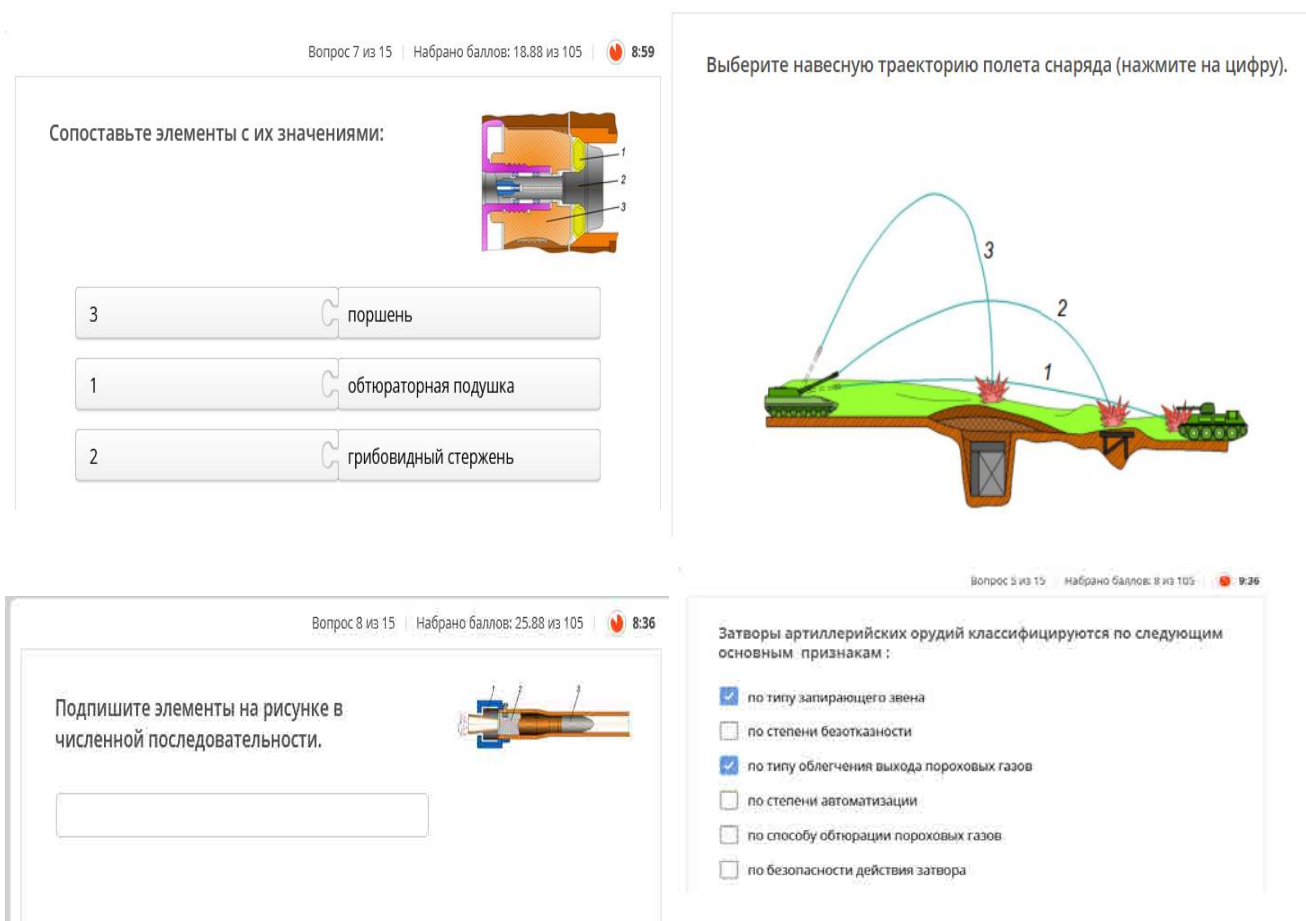 Вопрос 7 из 15 | Набрано баллов: 18.88 из 105 | 8:59
Сопоставьте элементы с их значениями:
1
2
3
3 поршень
1 обтюраторная подушка
2 грибовидный стержень
Выберите навесную траекторию полета снаряда (нажмите на цифру).
3
2
1
Вопрос 8 из 15 | Набрано баллов: 25.88 из 105 | 8:36
Подпишите элементы на рисунке в
численной последовательности.
1 2 3
Вопрос 5 из 15 Набрано баллов: 8 из 105 9:36
Затворы артиллерийских орудий классифицируются по следующим
основным признакам :
по типу запирающего звена
по степени безотказности
по типу облегчения выхода пороховых газов
по степени автоматизации
по способу обтюрации пороховых газов
по безопасности действия затвора